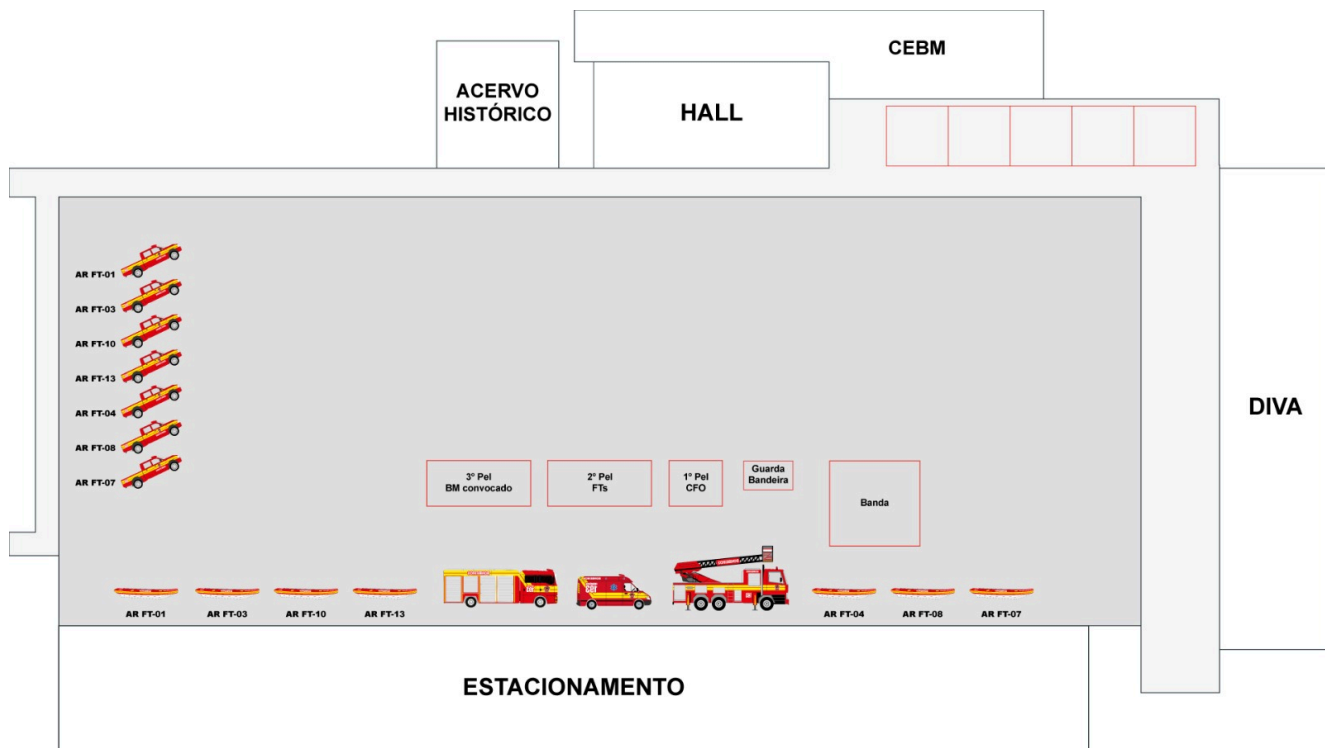 CEBM
ACERVO
HISTÓRICO
HALL
AR FT-01
AR FT-03
AR FT-10
AR FT-13
AR FT-04
AR FT-08
AR FT-07
DIVA
3º Pel
BM convocado
2º Pel
FTs
1º Pel
CFO
Guarda
Bandeira
Banda
AR FT-01
AR FT-03
AR FT-10
AR FT-13
AR FT-04
AR FT-08
AR FT-07
ESTACIONAMENTO